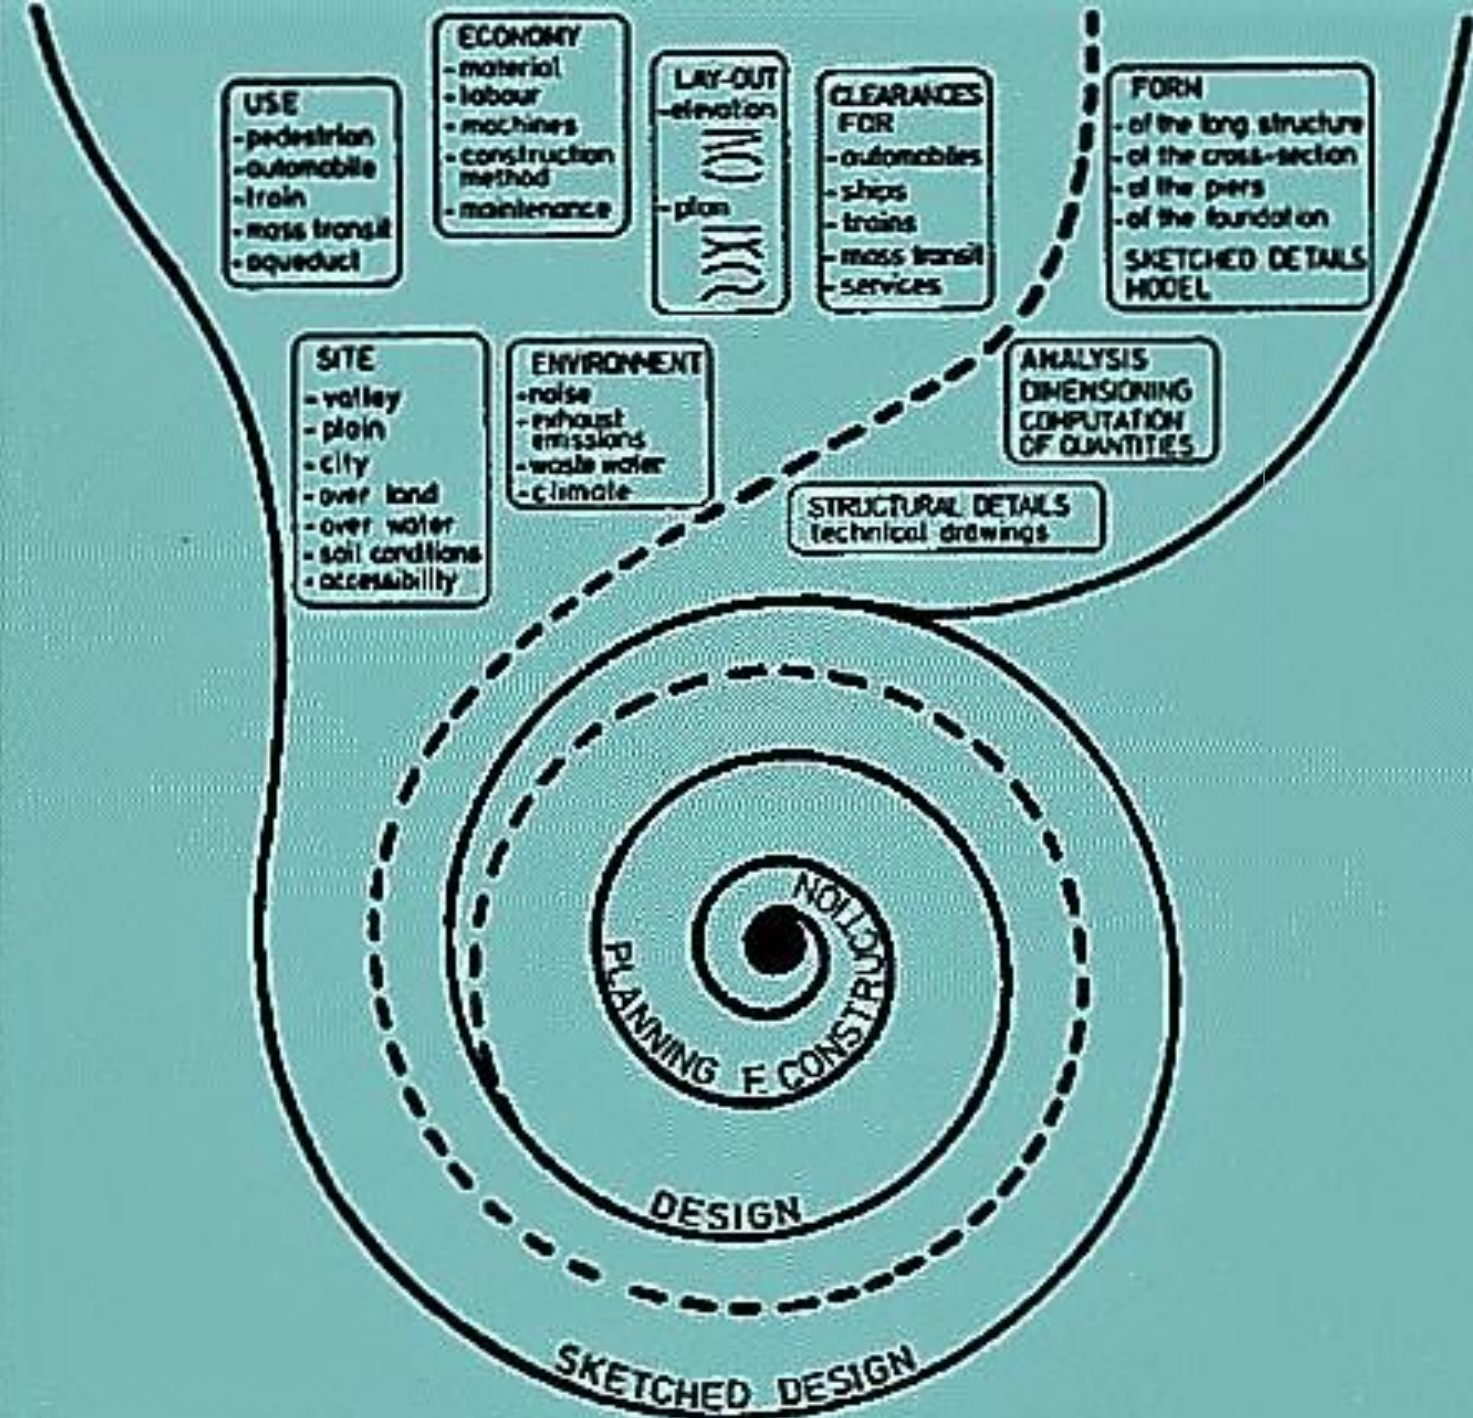 USE
-pedestrian
-automobile
-train
-mass transit
-aqueduct
ECONOMY
-material
-labour
-machines
-construction
method
-maintenance
LAY-OUT
-elevation
-plan
CLEARANCES
FOR
-automobiles
-ships
-trains
-mass transit
-services
FORM
-of the long structure
-of the cross-section
-of the piers
-of the foundation
SKETCHED DETAILS
MODEL
SITE
-valley
-plain
-city
-over land
-over water
-soil conditions
-accessibility
ENVIRONMENT
-noise
-exhaust
emissions
-waste water
-climate
ANALYSIS
DIMENSIONING
COMPUTATION
OF QUANTITIES
STRUCTURAL DETAILS
technical drawings
PLANNING F. CONSTRUCTION
DESIGN
SKETCHED DESIGN